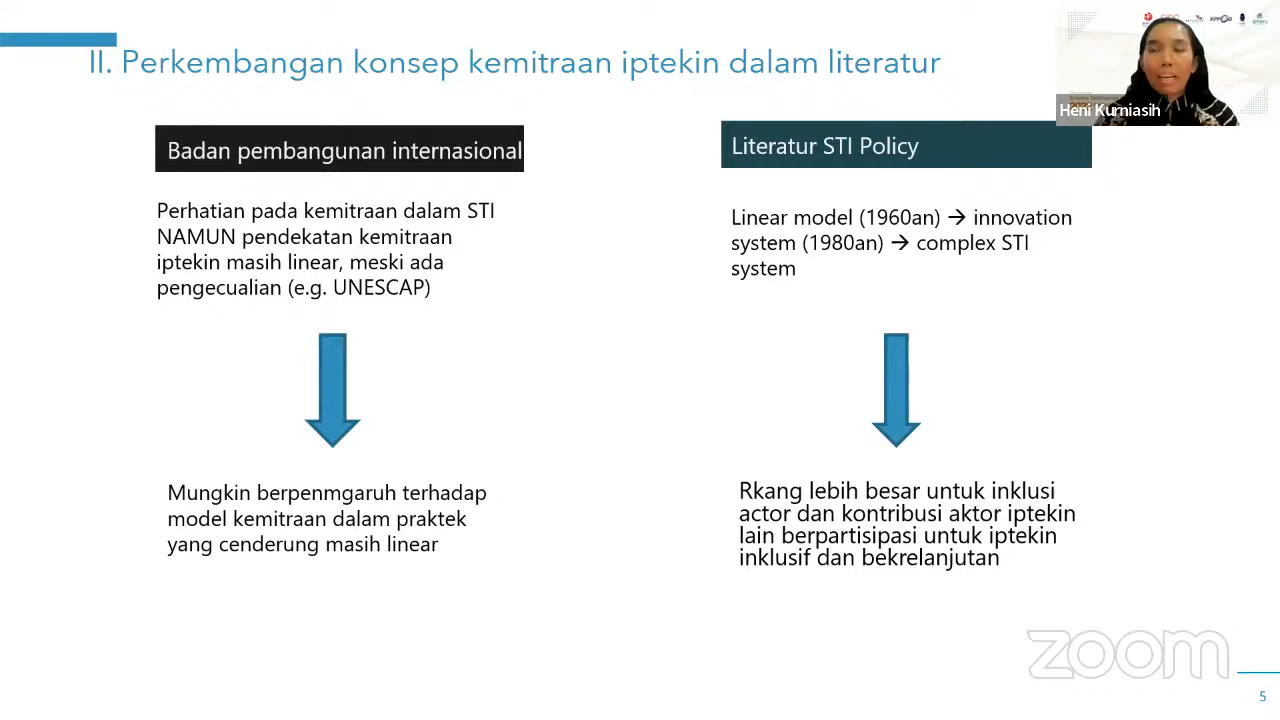 II. Perkembangan konsep kemitraan iptekin dalam literatur
KPPOD
Heni Kurniasih
Badan pembangunan internasional
Perhatian pada kemitraan dalam STI
NAMUN pendekatan kemitraan
iptekin masih linear, meski ada
pengecualian (e.g. UNESCAP)
Mungkin berpenmgaruh terhadap
model kemitraan dalam praktek
yang cenderung masih linear
Literatur STI Policy
Linear model (1960an) → innovation
system (1980an) → complex STI
system
Rkang lebih besar untuk inklusi
actor dan kontribusi aktor iptekin
lain berpartisipasi untuk iptekin
inklusif dan bekrelanjutan
zoom
5